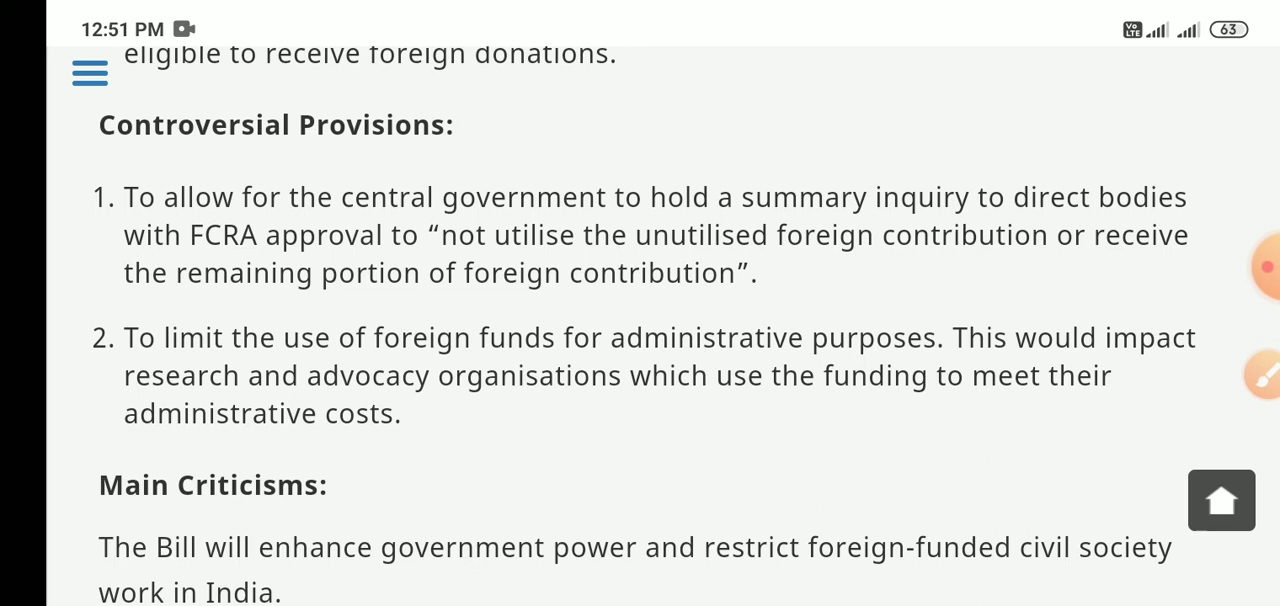 12:51 PM
Vo LTE
63
eligible to receive foreign donations.
Controversial Provisions:
1. To allow for the central government to hold a summary inquiry to direct bodies
with FCRA approval to “not utilise the unutilised foreign contribution or receive
the remaining portion of foreign contribution”.
2. To limit the use of foreign funds for administrative purposes. This would impact
research and advocacy organisations which use the funding to meet their
administrative costs.
Main Criticisms:
The Bill will enhance government power and restrict foreign-funded civil society
work in India.